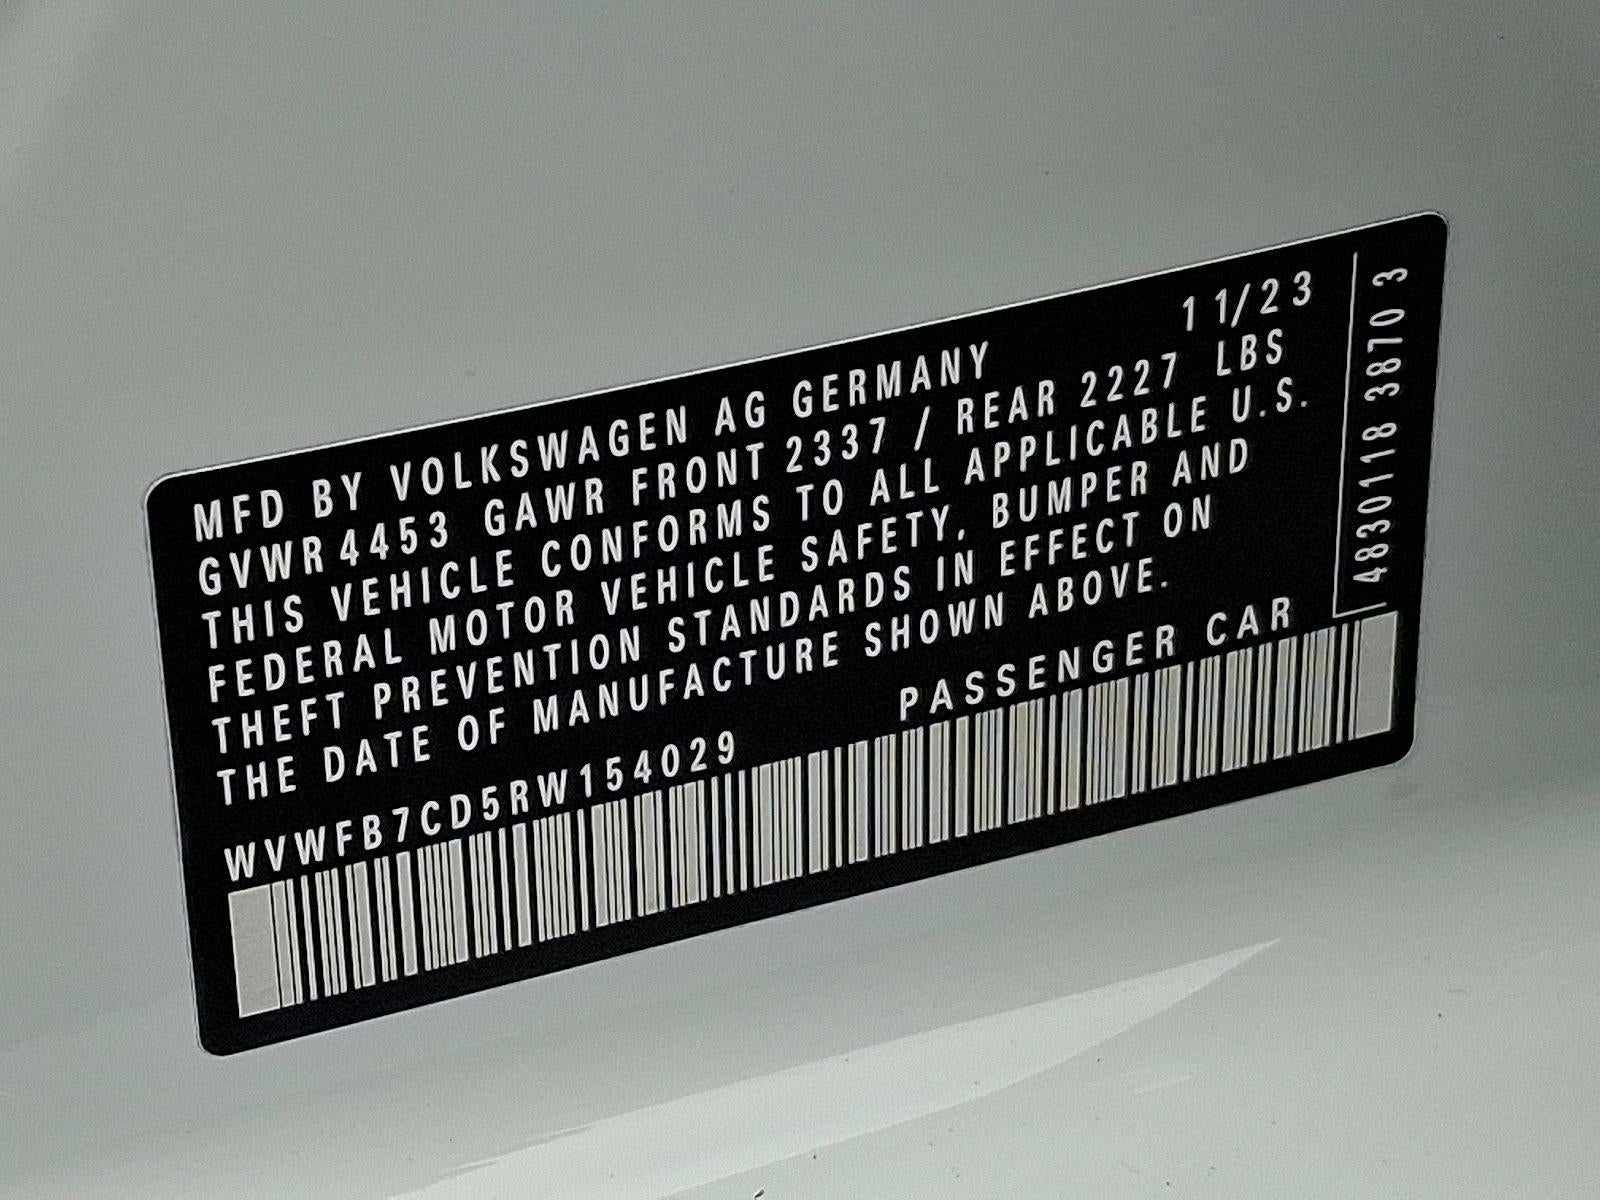 11/23
MFD BY VOLKSWAGEN AG GERMANY
GVWR 4453 GAWR FRONT 2337 / REAR 2227 LBS
THIS VEHICLE CONFORMS TO ALL APPLICABLE U.S.
FEDERAL MOTOR VEHICLE SAFETY, BUMPER AND
THEFT PREVENTION STANDARDS IN EFFECT ON
THE DATE OF MANUFACTURE SHOWN ABOVE.
WVWFB7CD5RW154029 PASSENGER CAR
4830118 3870 3